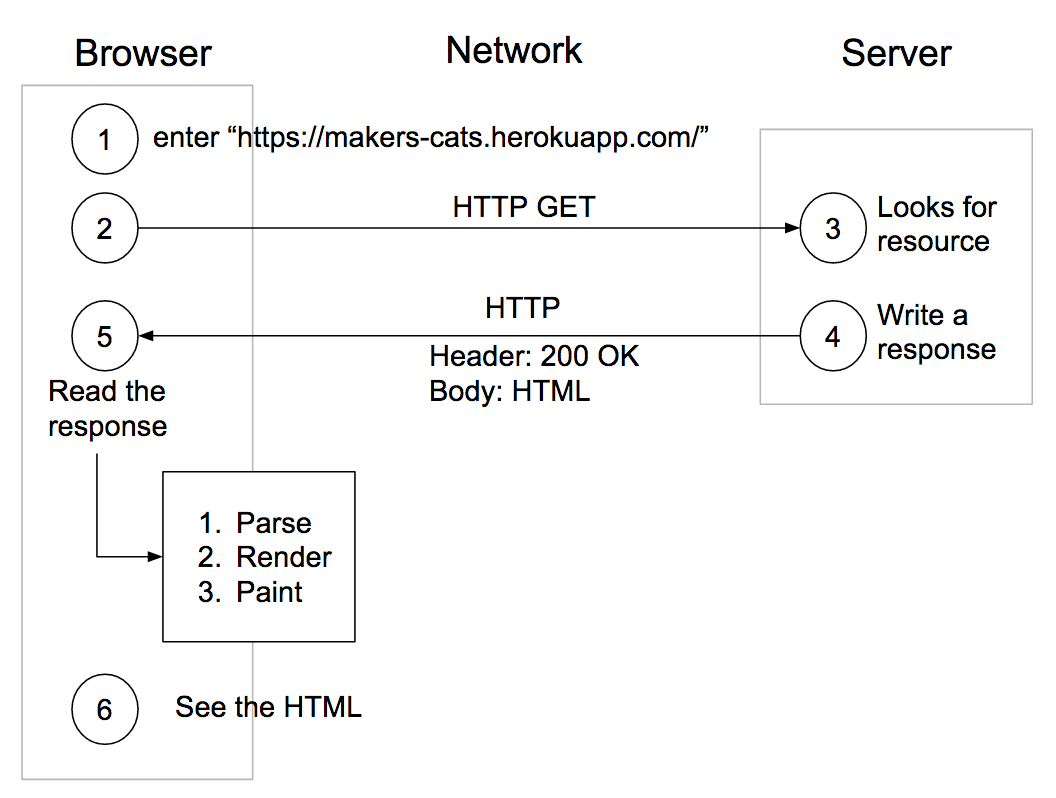 Browser
Network
Server
1
enter “https://makers-cats.herokuapp.com/”
2
HTTP GET
3
Looks for
resource
5
HTTP
Header: 200 OK
Body: HTML
4
Write a
response
Read the
response
1. Parse
2. Render
3. Paint
6
See the HTML